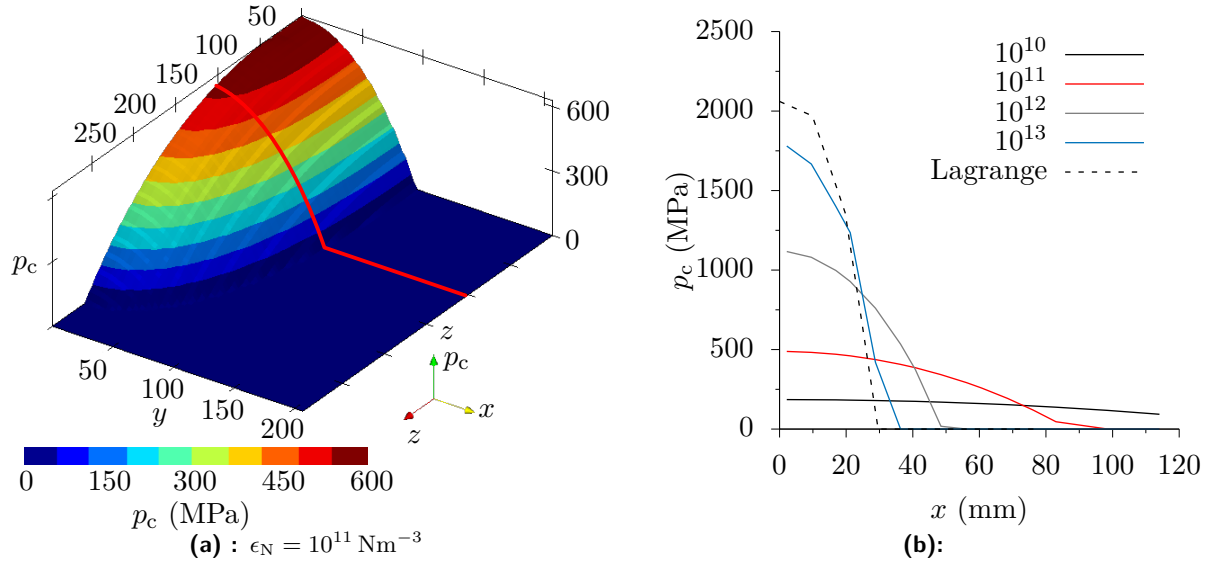 50
100
150
200
250
600
300
0
p_c
50
100
150
200
y
z
p_c
x
z
0 150 300 450 600
p_c (MPa)
(a) : ϵ_N = 10^11 Nm^−3
2500
2000
1500
1000
500
0
p_c (MPa)
10^10
10^11
10^12
10^13
Lagrange
0 20 40 60 80 100 120
x (mm)
(b):